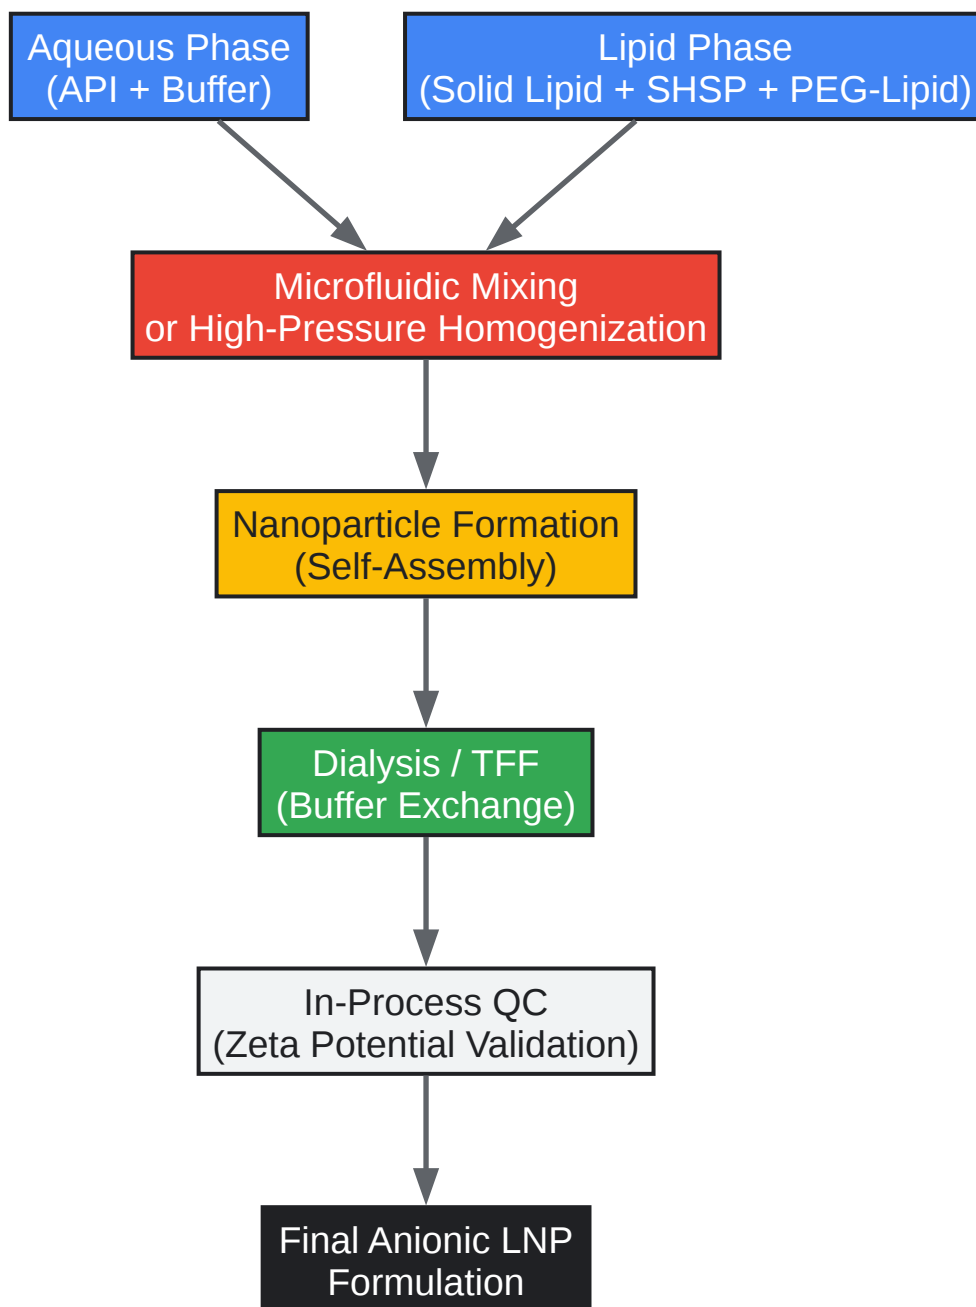 Aqueous Phase
(API + Buffer)
Lipid Phase
(Solid Lipid + SHSP + PEG-Lipid)
Microfluidic Mixing
or High-Pressure Homogenization
Nanoparticle Formation
(Self-Assembly)
Dialysis / TFF
(Buffer Exchange)
In-Process QC
(Zeta Potential Validation)
Final Anionic LNP
Formulation